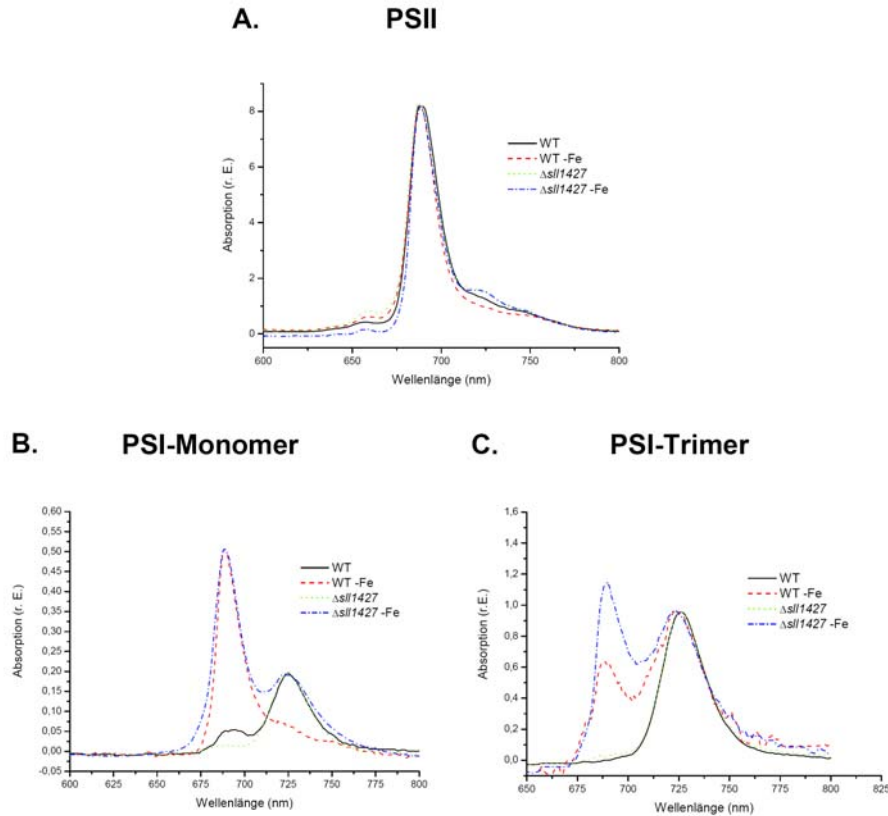 A. PSII
8
6
4
2
0
Absorption (r. E.)
WT
WT -Fe
Δsll1427
Δsll1427 -Fe
600 650 700 750 800
Wellenlänge (nm)
B. PSI-Monomer
0,60
0,55
0,50
0,45
0,40
0,35
0,30
0,25
0,20
0,15
0,10
0,05
0,00
-0,05
Absorption (r. E.)
WT
WT -Fe
Δsll1427
Δsll1427 -Fe
600 625 650 675 700 725 750 775 800
Wellenlänge (nm)
C. PSI-Trimer
1,6
1,4
1,2
1,0
0,8
0,6
0,4
0,2
0,0
Absorption (r.E.)
WT
WT -Fe
Δsll1427
Δsll1427 -Fe
650 675 700 725 750 775 800 825
Wellenlänge (nm)